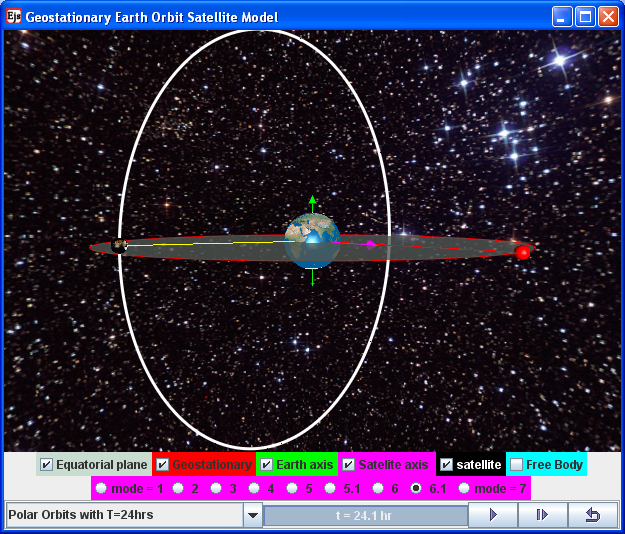 Ejs Geostationary Earth Orbit Satellite Model
Equatorial plane Geostationary Earth axis Satelite axis satellite Free Body
mode = 1 2 3 4 5 5.1 6 6.1 mode = 7
Polar Orbits with T=24hrs t = 24.1 hr